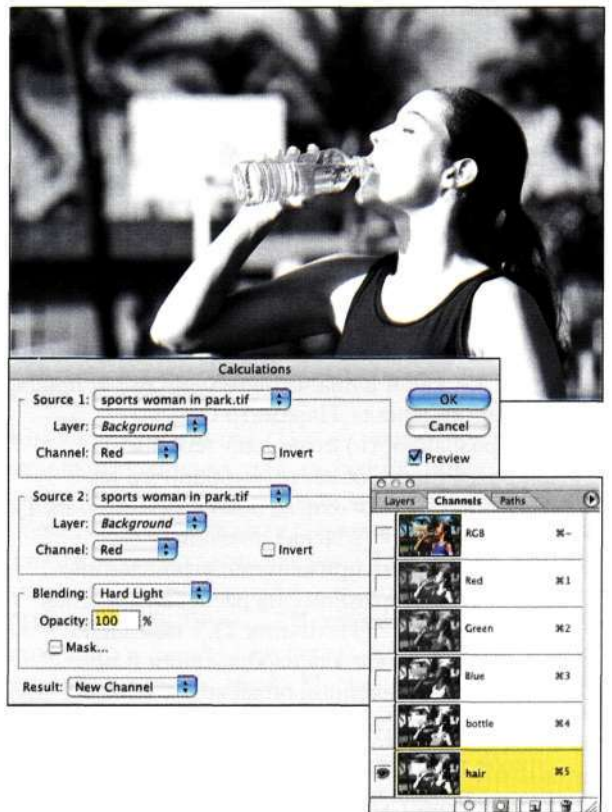 Calculations
Source 1: sports woman in park.tif
Layer: Background
Channel: Red Invert
OK
Cancel
Preview
Source 2: sports woman in park.tif
Layer: Background
Channel: Red Invert
Blending: Hard Light
Opacity: 100 %
Mask...
Result: New Channel
Layers Channels Paths
RGB ⌘~
Red ⌘1
Green ⌘2
Blue ⌘3
bottle ⌘4
hair ⌘5